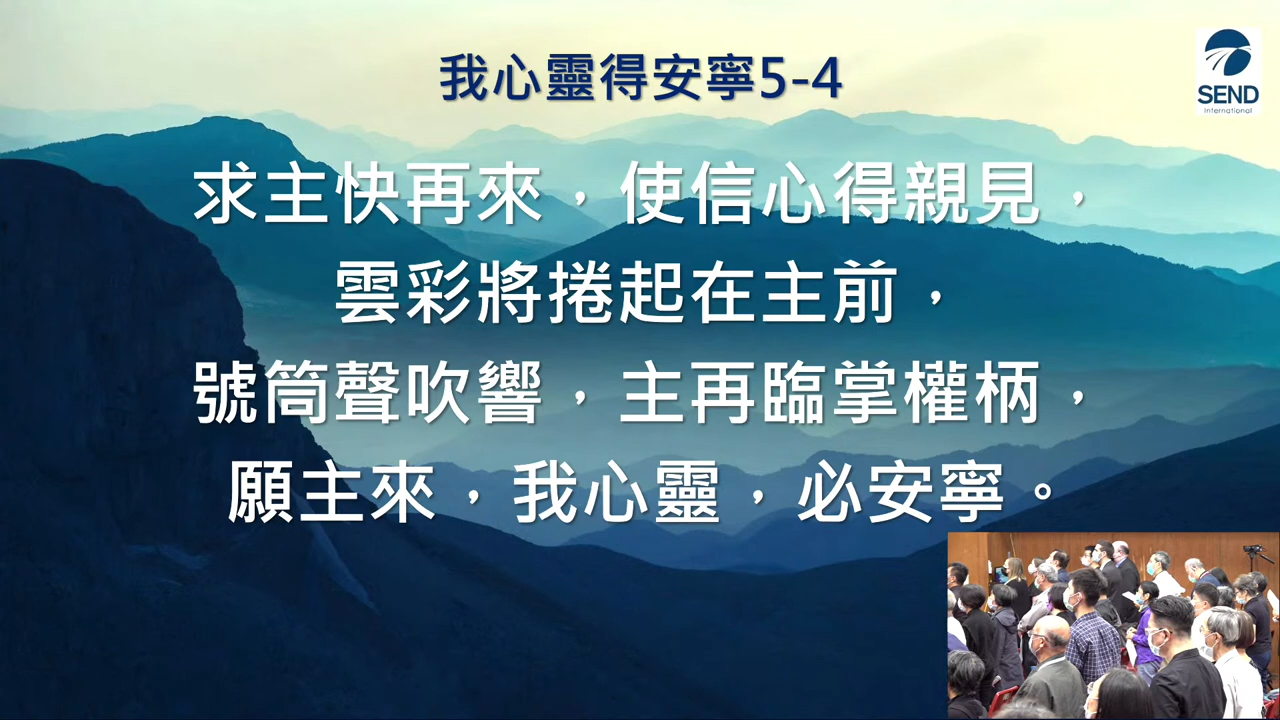 我心靈得安寧5-4
SEND
International
求主快再來，使信心得親見，
雲彩將捲起在主前，
號筒聲吹響，主再臨掌權柄，
願主來，我心靈，必安寧。